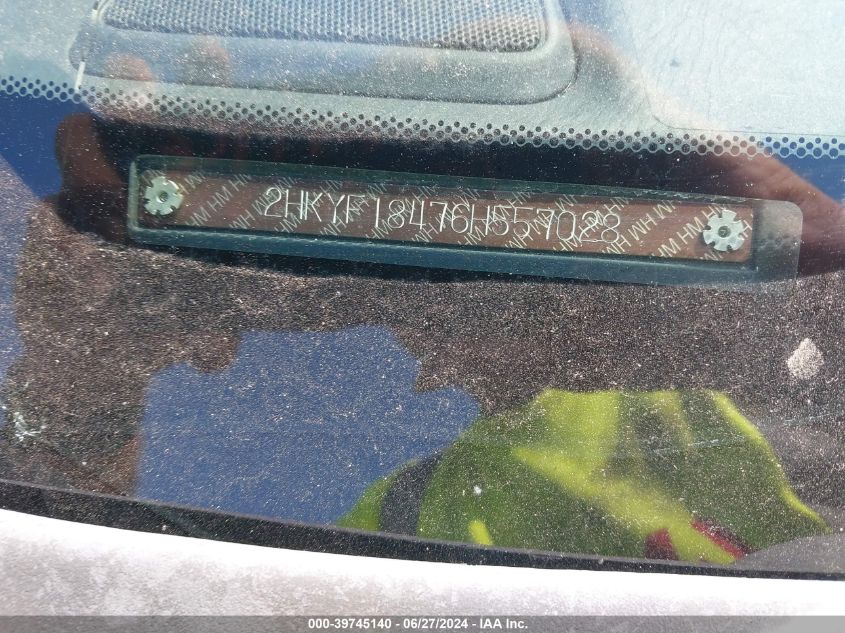 2HKYF18476H557028
000-39745140 • 06/27/2024 • IAA Inc.